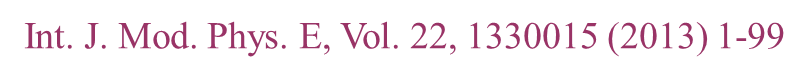 Int. J. Mod. Phys. E, Vol. 22, 1330015 (2013) 1-99